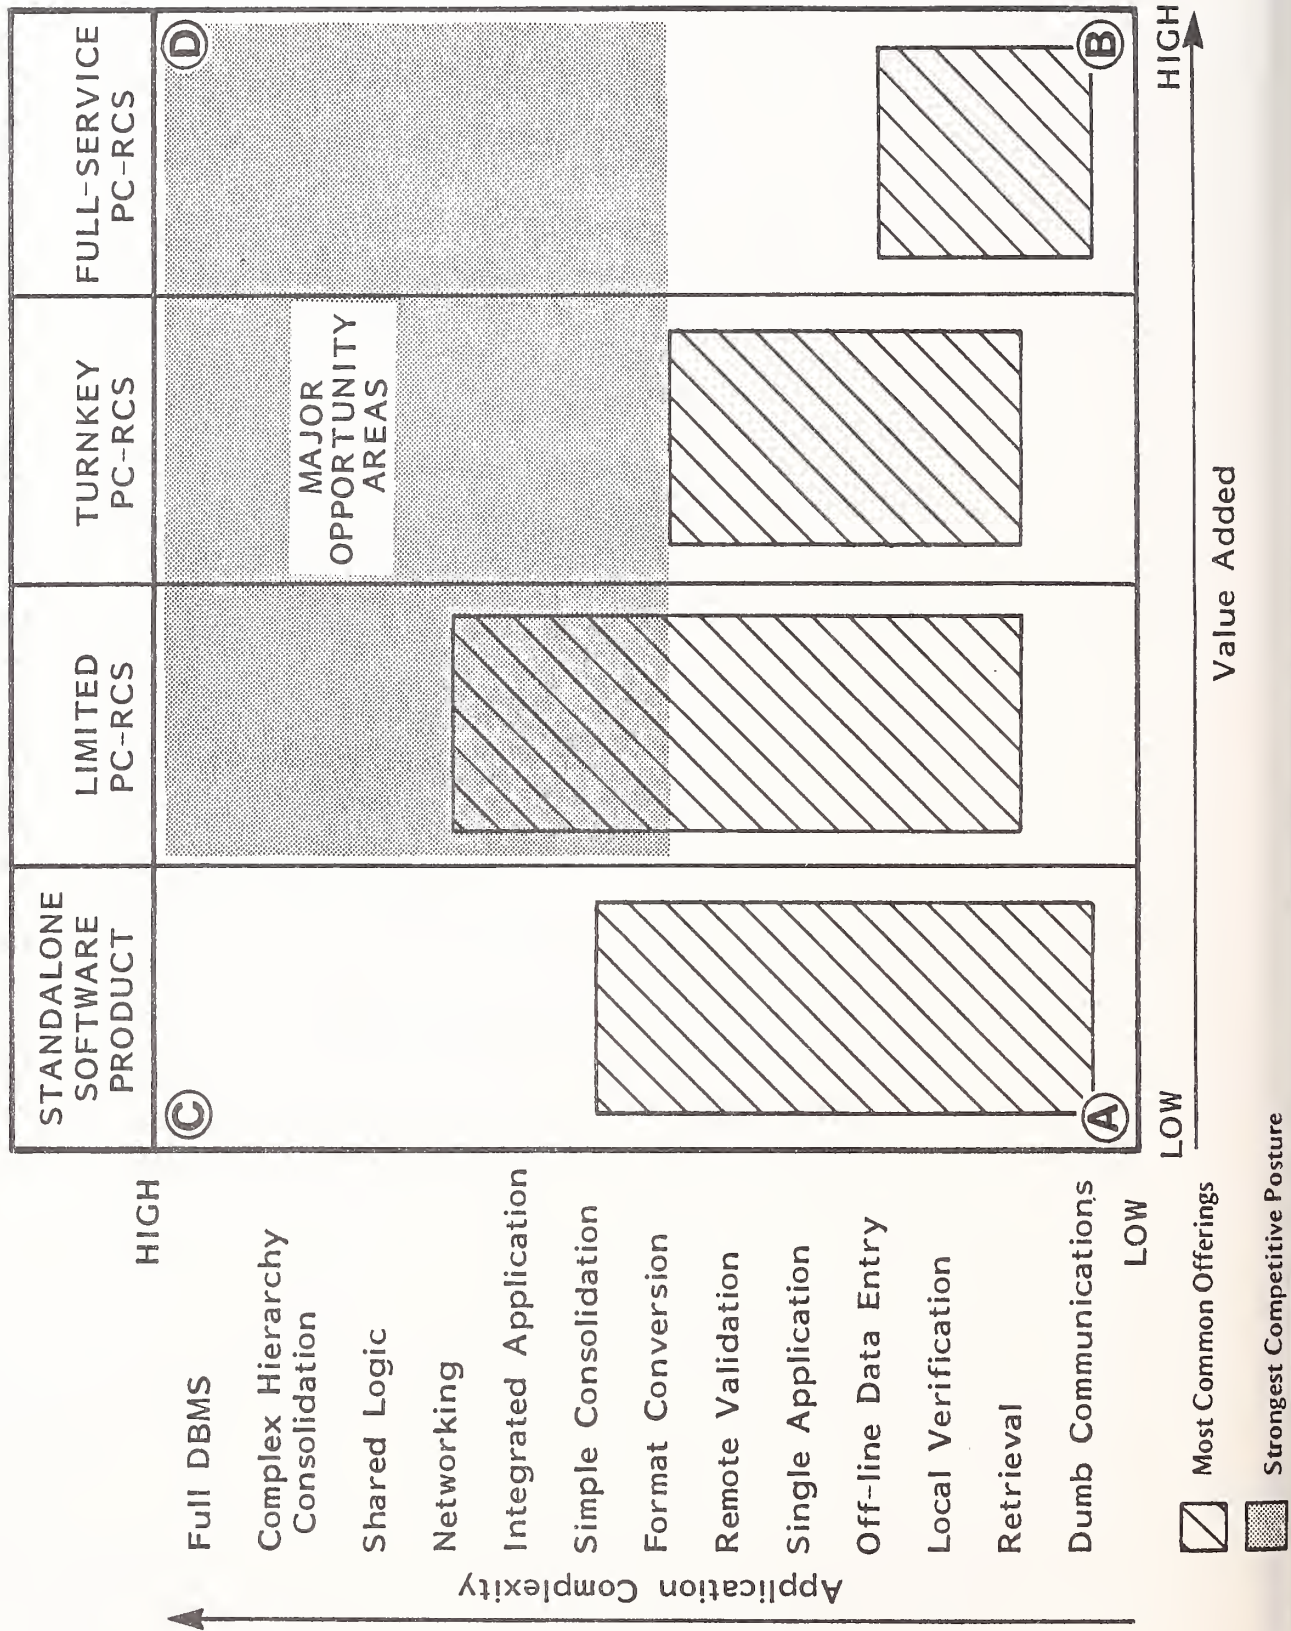 STANDALONE
SOFTWARE
PRODUCT
LIMITED
PC-RCS
TURNKEY
PC-RCS
FULL-SERVICE
PC-RCS
HIGH
C
D
Full DBMS
Complex Hierarchy
Consolidation
Shared Logic
Networking
Integrated Application
Simple Consolidation
Format Conversion
Remote Validation
Single Application
Off-line Data Entry
Local Verification
Retrieval
Dumb Communications
LOW
Application Complexity
MAJOR
OPPORTUNITY
AREAS
A
B
LOW
HIGH
Value Added
Most Common Offerings
Strongest Competitive Posture